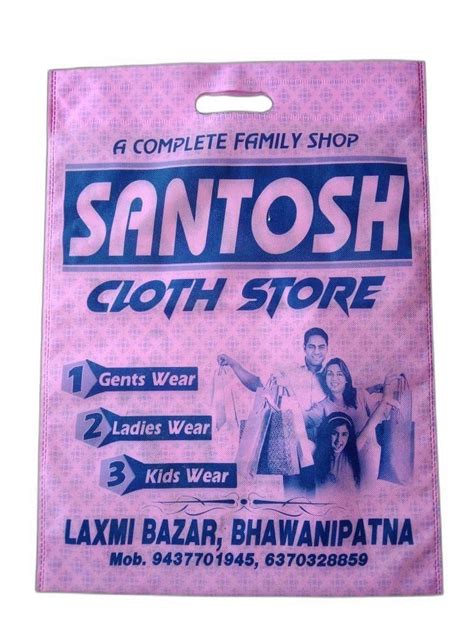 A COMPLETE FAMILY SHOP
SANTOSH
CLOTH STORE
1 Gents Wear
2 Ladies Wear
3 Kids Wear
LAXMI BAZAR, BHAWANIPATNA
Mob. 9437701945, 6370328859